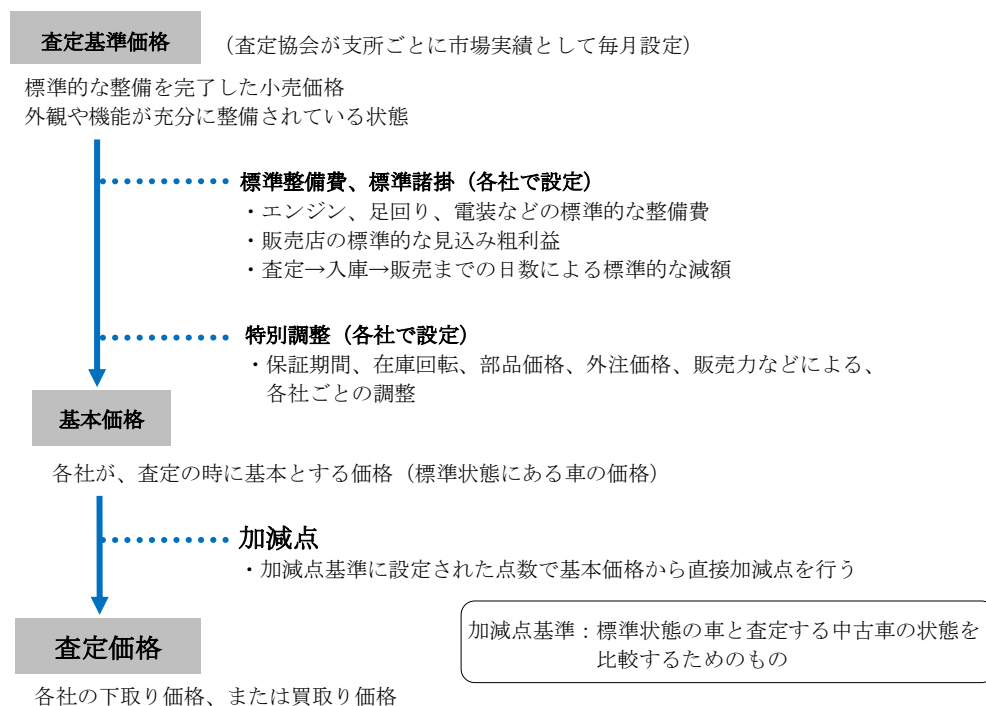 査定基準価格 （査定協会が支所ごとに市場実績として毎月設定）
標準的な整備を完了した小売価格
外観や機能が充分に整備されている状態
標準整備費、標準諸掛（各社で設定）
・エンジン、足回り、電装などの標準的な整備費
・販売店の標準的な見込み粗利益
・査定→入庫→販売までの日数による標準的な減額
特別調整（各社で設定）
・保証期間、在庫回転、部品価格、外注価格、販売力などによる、
各社ごとの調整
基本価格
各社が、査定の時に基本とする価格（標準状態にある車の価格）
加減点
・加減点基準に設定された点数で基本価格から直接加減点を行う
加減点基準：標準状態の車と査定する中古車の状態を
比較するためのもの
査定価格
各社の下取り価格、または買取り価格